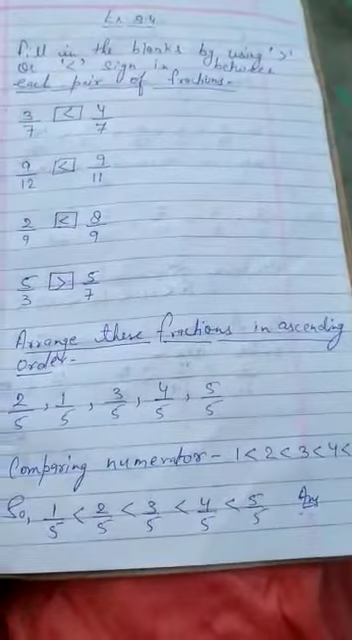 Ex 9.4
Fill in the blanks by using '>'
or '<' sign in between
each pair of fractions.
3/7 < 4/7
9/12 < 9/11
2/9 < 8/9
5/3 > 5/7
Arrange these fractions in ascending
Order-
2/5, 1/5, 3/5, 4/5, 5/5
Comparing numerator - 1<2<3<4<
So, 1/5 < 2/5 < 3/5 < 4/5 < 5/5 Ans